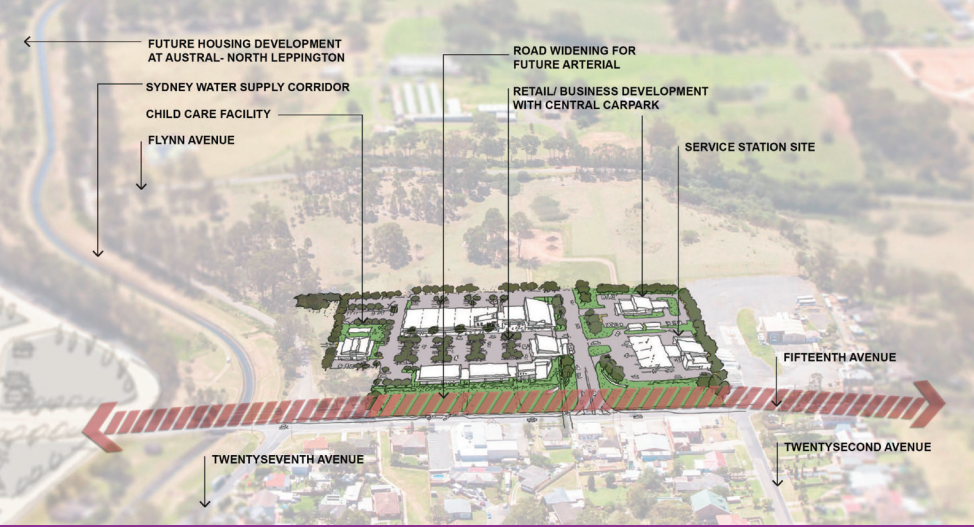 FUTURE HOUSING DEVELOPMENT
AT AUSTRAL- NORTH LEPPINGTON
SYDNEY WATER SUPPLY CORRIDOR
CHILD CARE FACILITY
FLYNN AVENUE
ROAD WIDENING FOR
FUTURE ARTERIAL
RETAIL/ BUSINESS DEVELOPMENT
WITH CENTRAL CARPARK
SERVICE STATION SITE
FIFTEENTH AVENUE
TWENTYSEVENTH AVENUE
TWENTYSECOND AVENUE